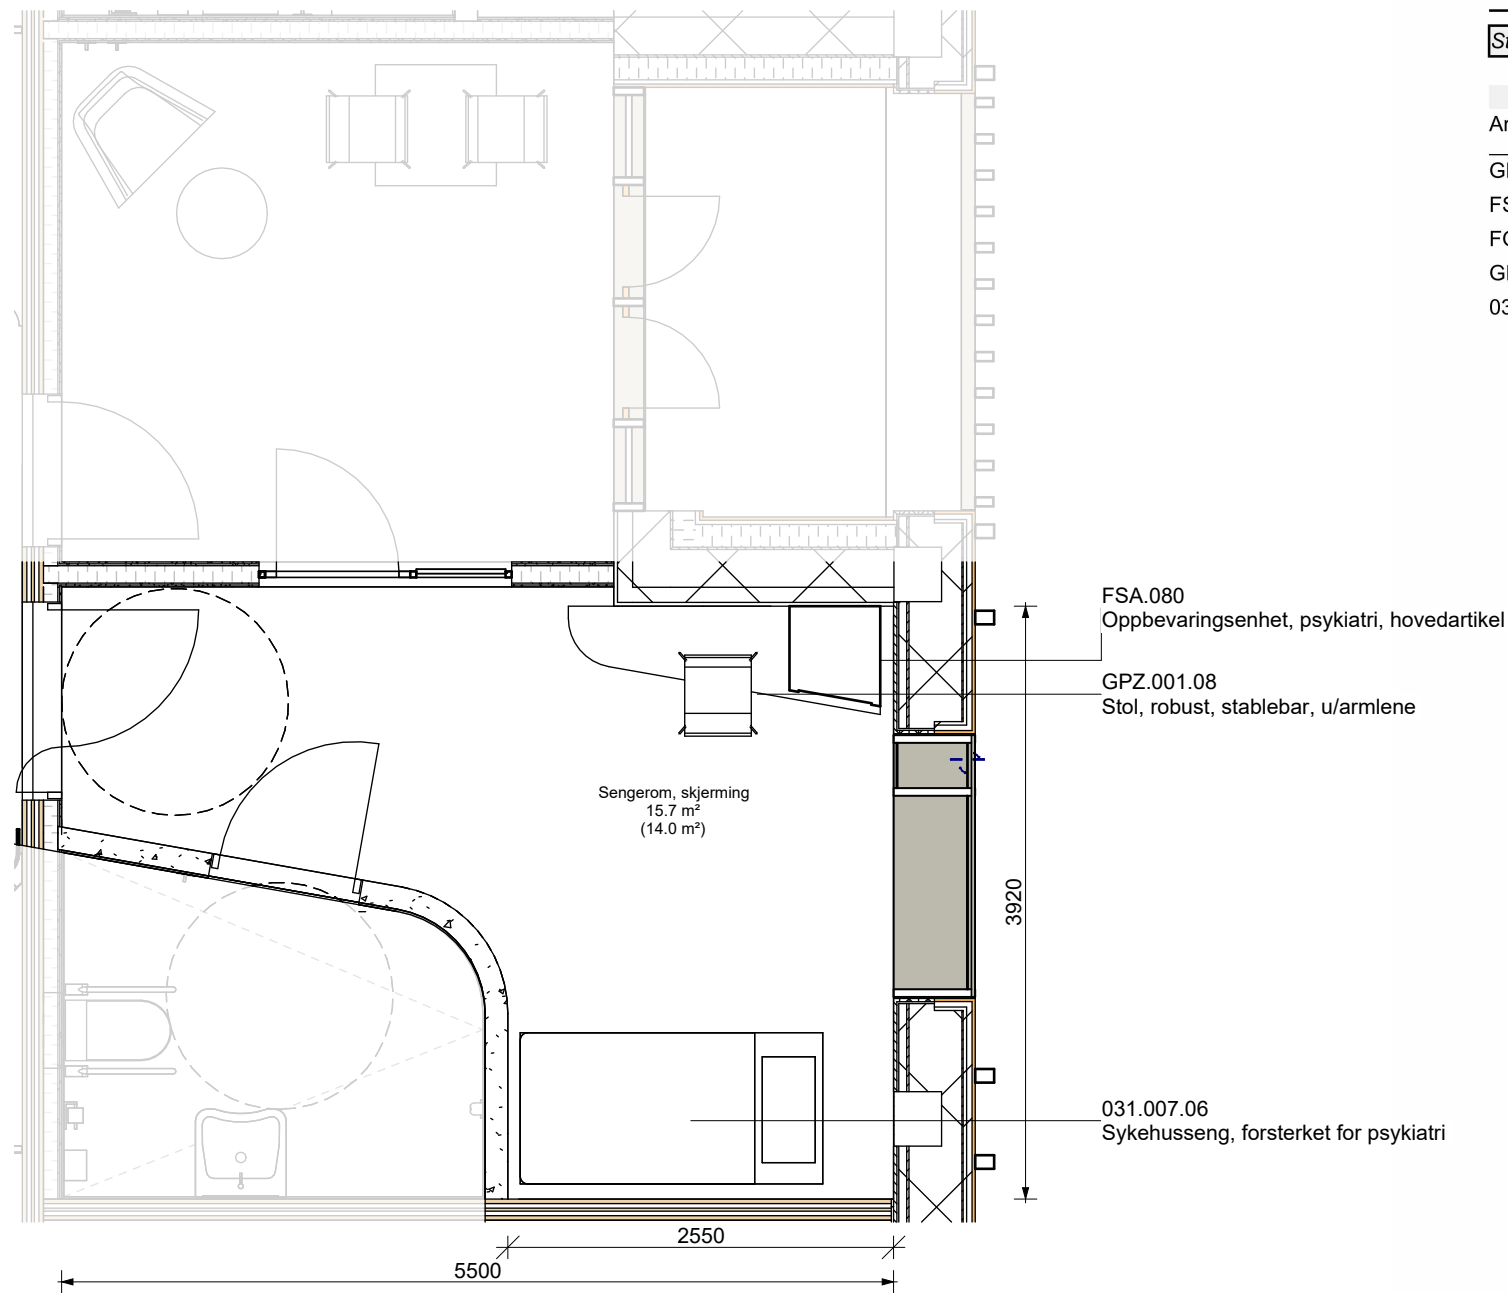 FSA.080
Oppbevaringsenhet, psykiatri, hovedartikel
GPZ.001.08
Stol, robust, stablebar, u/armlene
Sengerom, skjerming
15.7 m²
(14.0 m²)
3920
031.007.06
Sykehusseng, forsterket for psykiatri
2550
5500